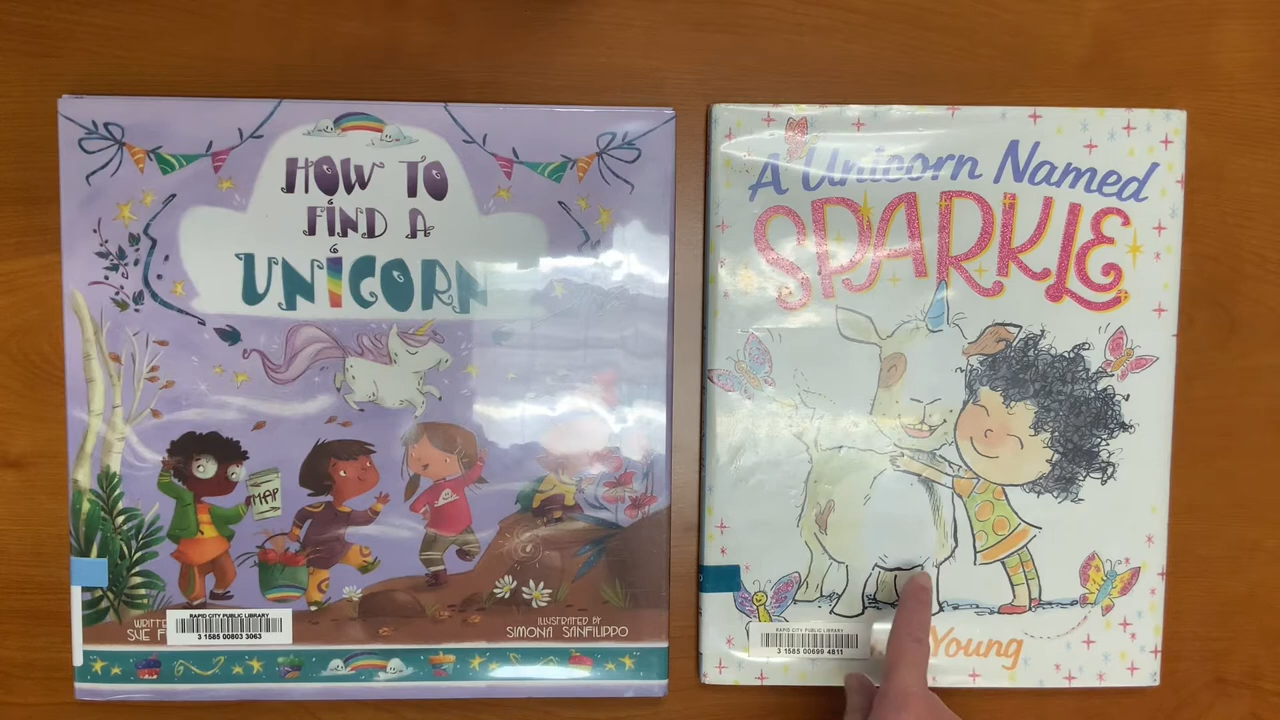 HOW TO
FIND A
UNICORN
MAP
RAPID CITY PUBLIC LIBRARY
3 1585 00803 3063
SUE
ILLUSTRATED BY
SIMONA SANFILIPPO
A Unicorn Named
SPARKLE
RAPID CITY PUBLIC LIBRARY
3 1585 00699 4811
Young